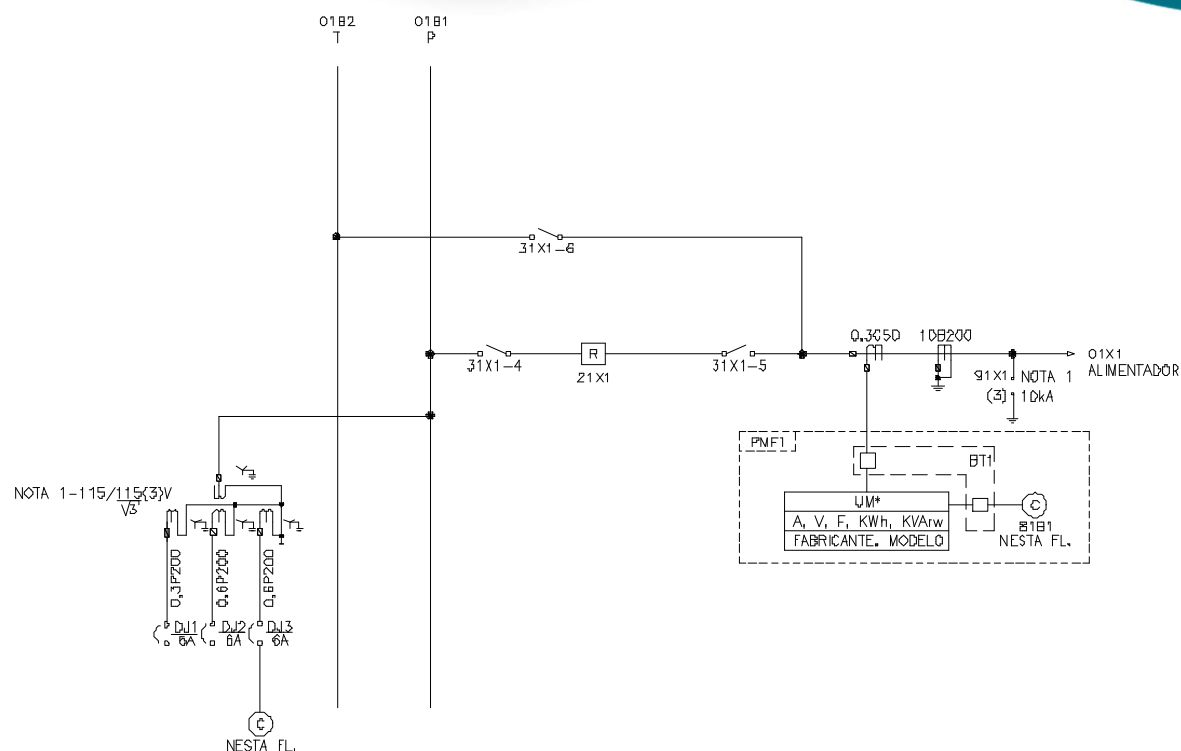 01B2
T
01B1
P
31X1-6
31X1-4
R
21X1
31X1-5
0,3C50
10B200
01X1
ALIMENTADOR
91X1
NOTA 1
(3)
10kA
NOTA 1-115/115(3)V
√3
0,3P200
0,6P200
0,6P200
DJ1
6A
DJ2
6A
DJ3
6A
C
NESTA FL.
PMF1
BT1
UM*
A, V, F, KWh, KVArw
FABRICANTE. MODELO
C
81B1
NESTA FL.